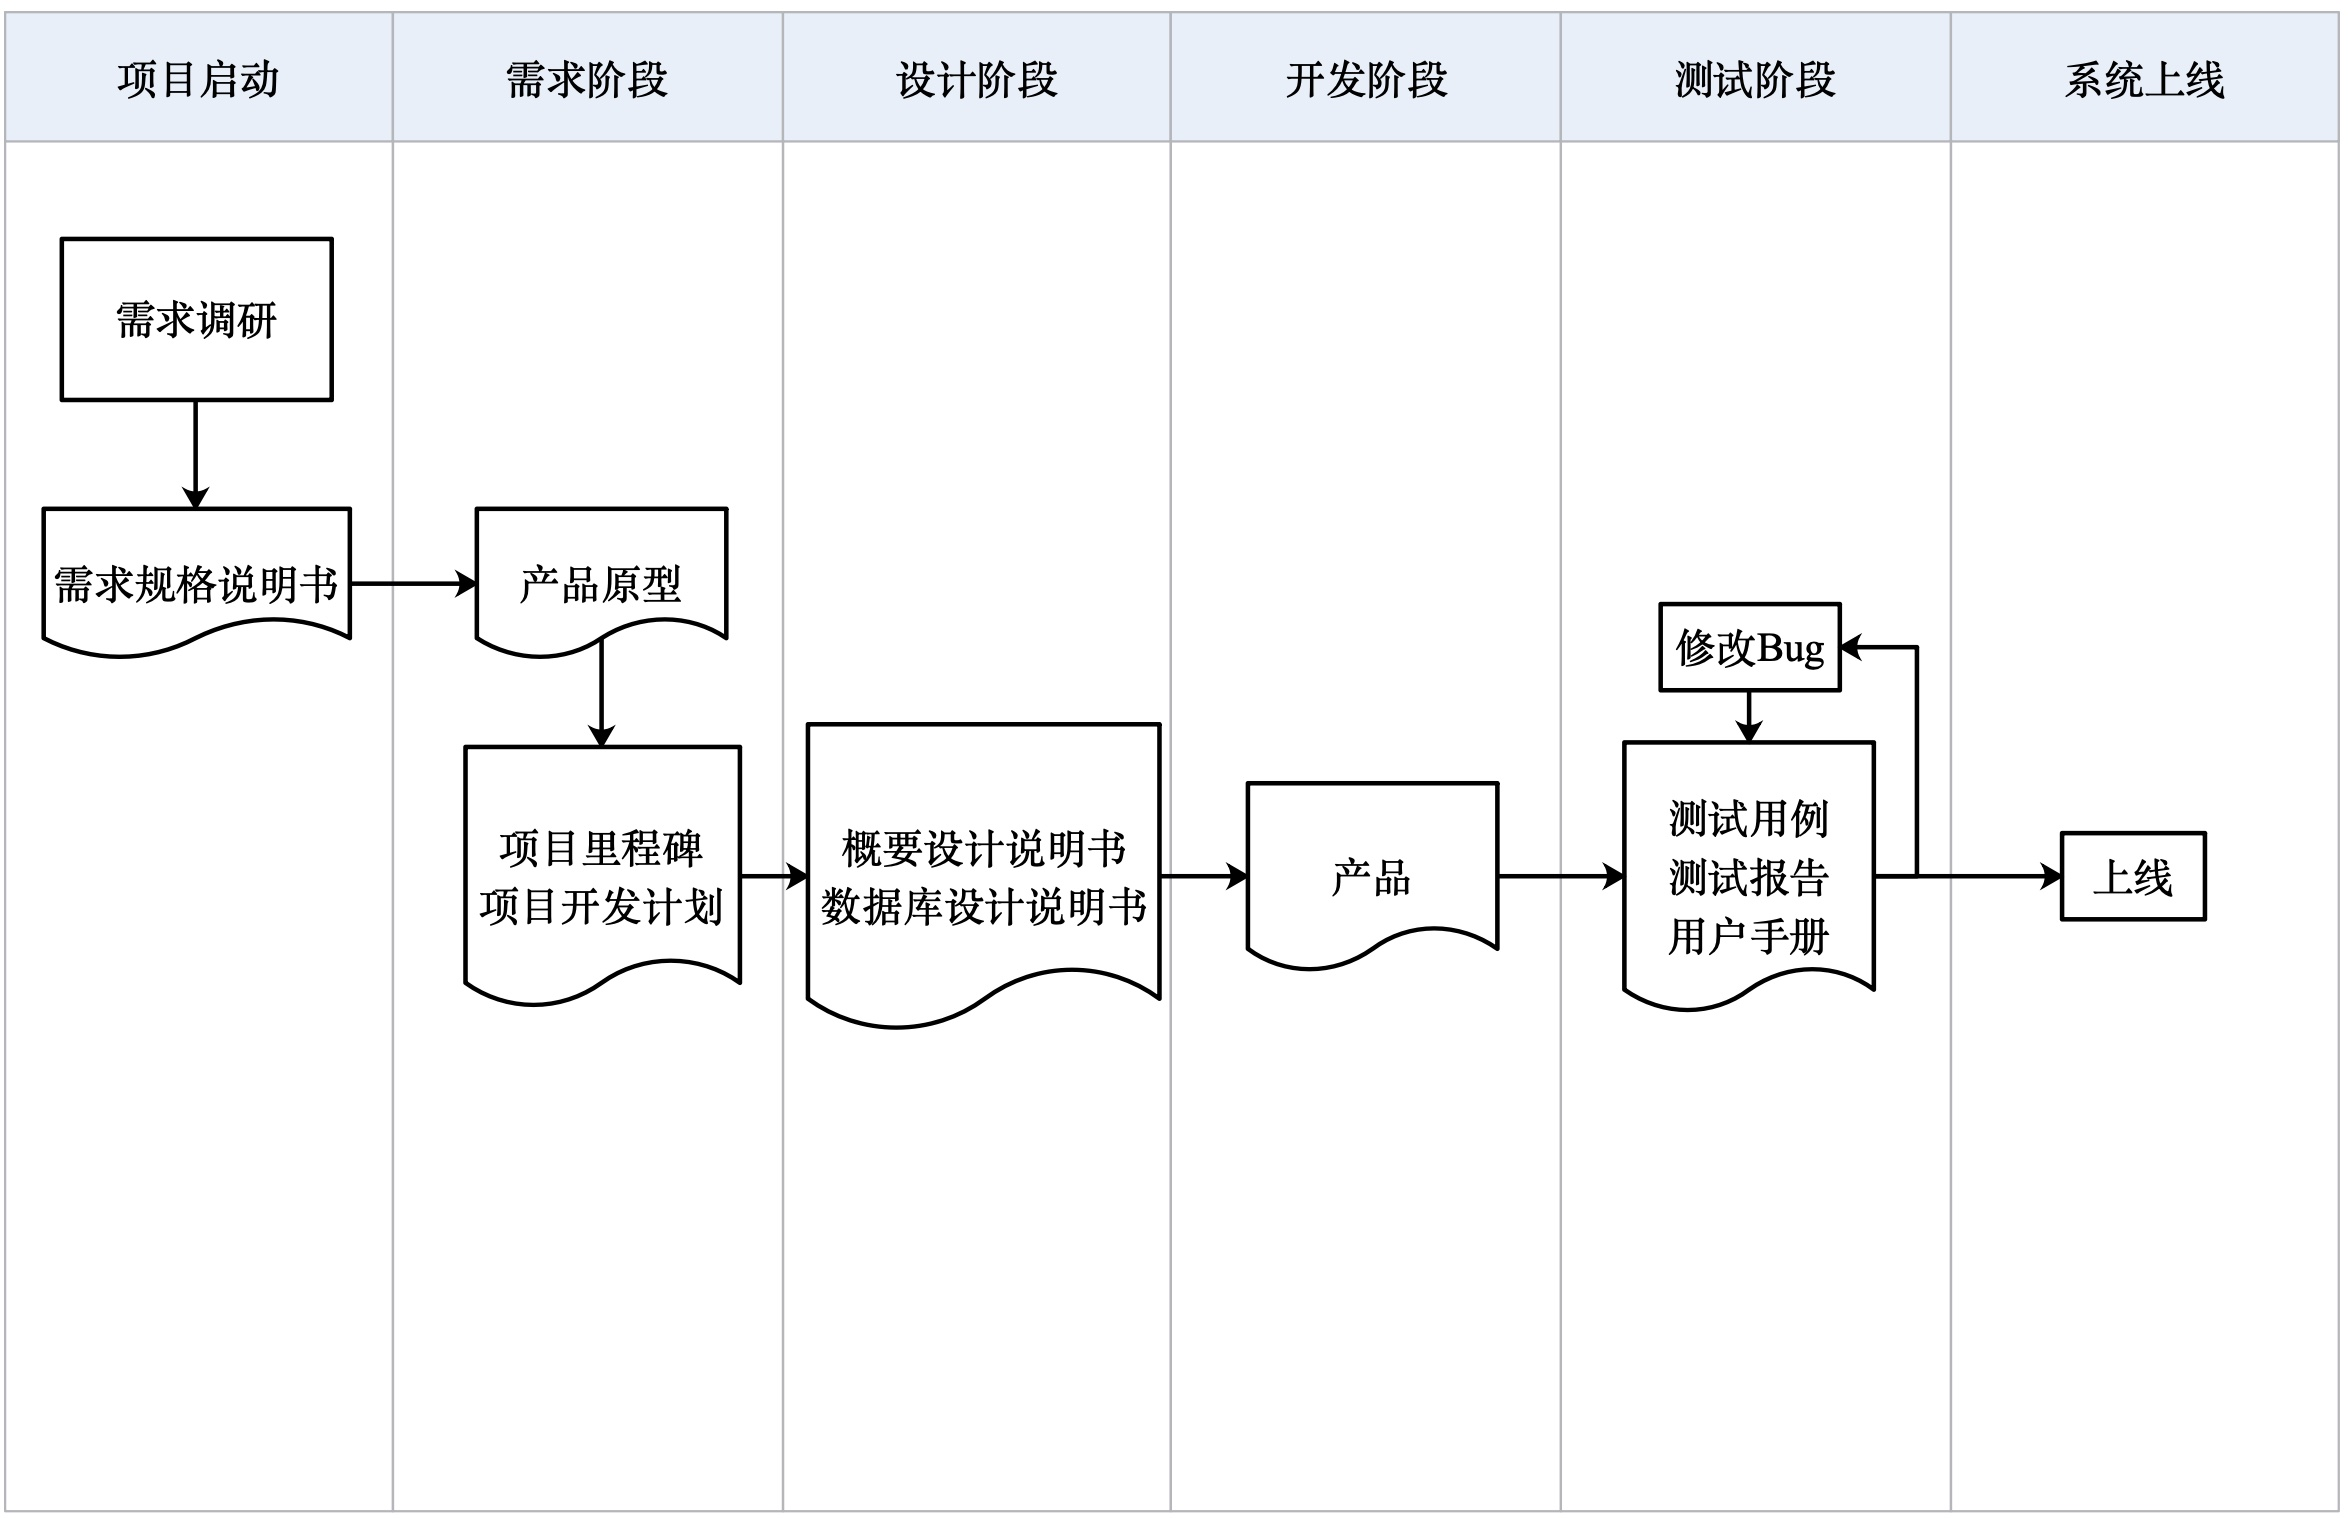 项目启动
需求阶段
设计阶段
开发阶段
测试阶段
系统上线
需求调研
需求规格说明书
产品原型
项目里程碑
项目开发计划
概要设计说明书
数据库设计说明书
产品
修改Bug
测试用例
测试报告
用户手册
上线